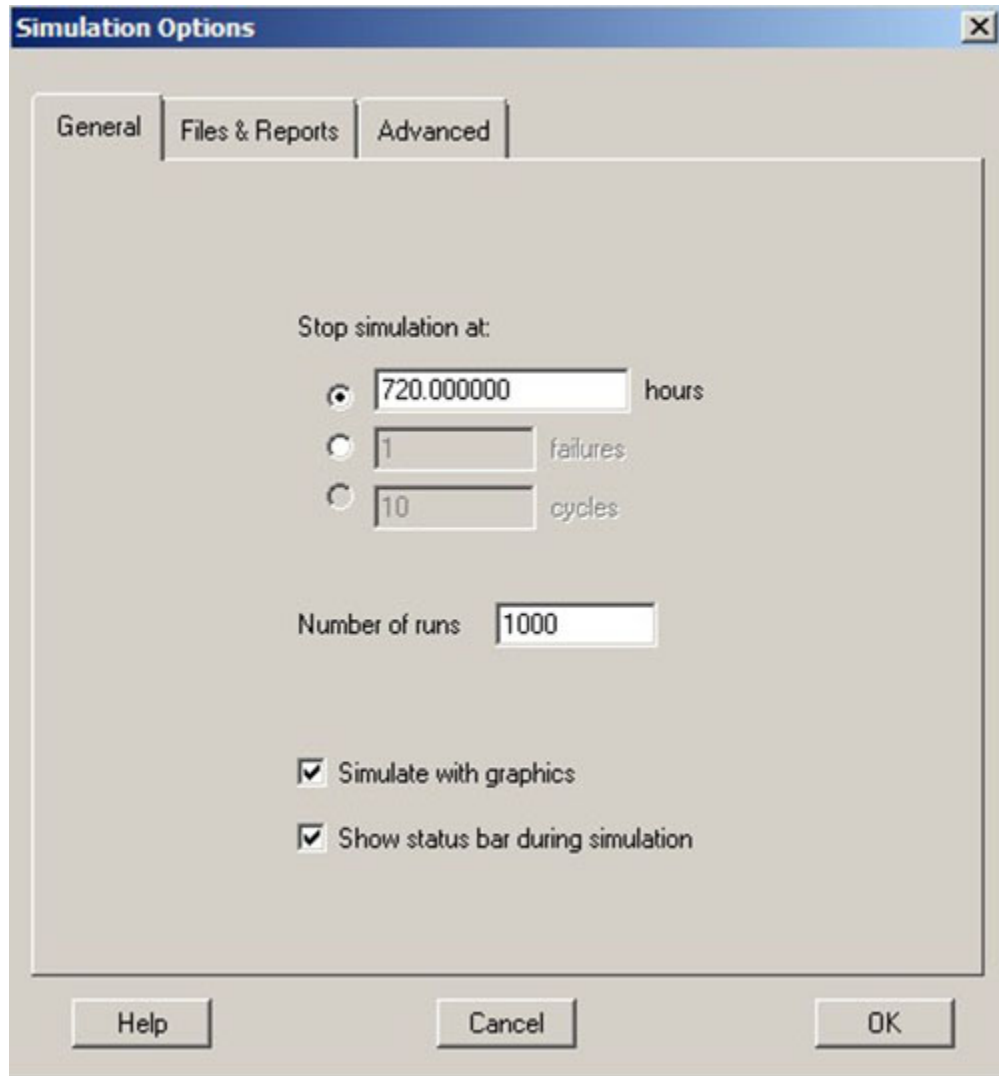 Simulation Options
General Files & Reports Advanced
Stop simulation at:
720.000000 hours
1 failures
10 cycles
Number of runs 1000
Simulate with graphics
Show status bar during simulation
Help Cancel OK